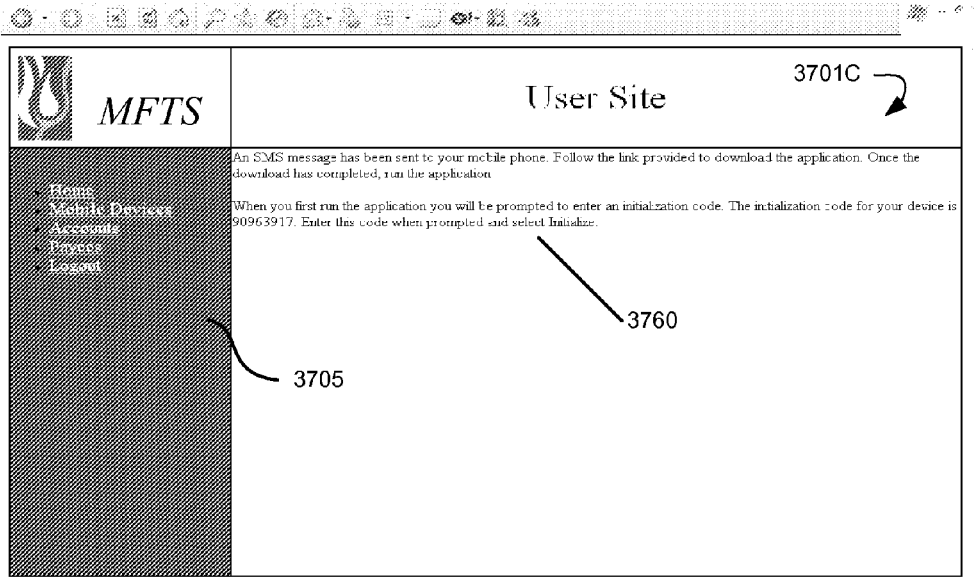 MFTS
User Site
3701C
An SMS message has been sent to your mobile phone. Follow the link provided to download the application. Once the
download has completed, run the application
When you first run the application you will be prompted to enter an initialization code. The initialization code for your device is
90963917. Enter this code when prompted and select Initialize.
Home
Mobile Devices
Accounts
Payees
Logout
3760
3705